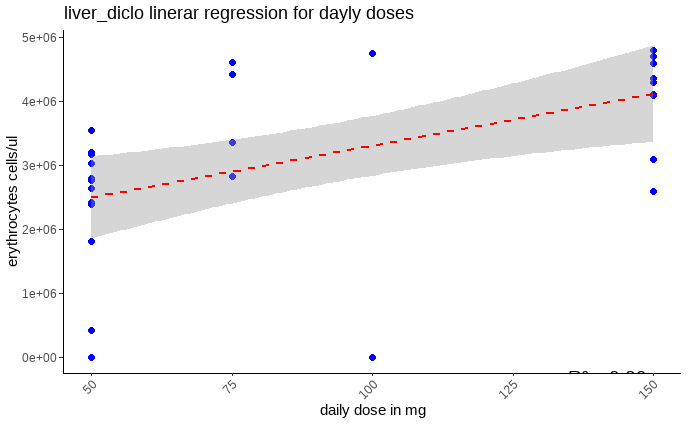 liver_diclo linerar regression for dayly doses
5e+06
4e+06
3e+06
2e+06
1e+06
0e+00
erythrocytes cells/ul
50
75
100
125
150
daily dose in mg